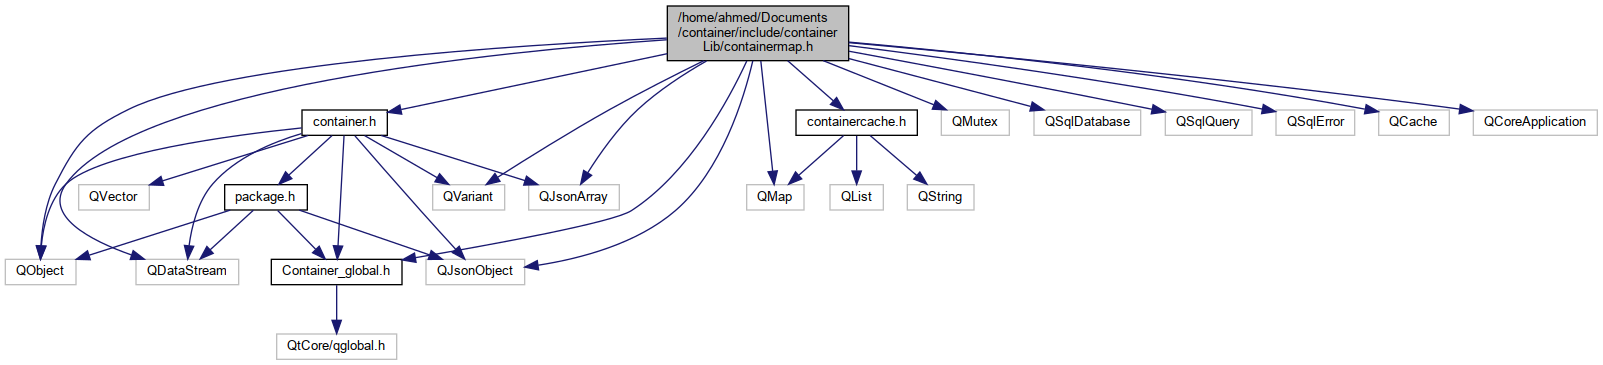 /home/ahmed/Documents
/container/include/container
Lib/containermap.h
container.h
containercache.h
QMutex
QSqlDatabase
QSqlQuery
QSqlError
QCache
QCoreApplication
QVector
package.h
QVariant
QJsonArray
QMap
QList
QString
QObject
QDataStream
Container_global.h
QJsonObject
QtCore/qglobal.h